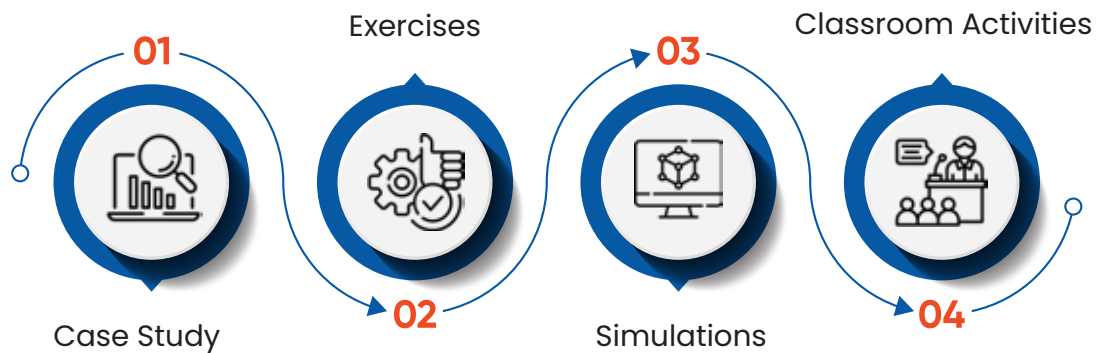 01
Case Study
Exercises
02
03
Simulations
Classroom Activities
04